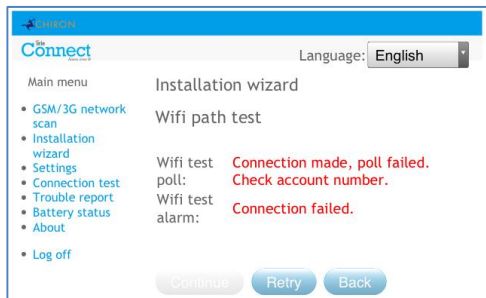 CHIRON
Iris
Connect
Language: English
Main menu
GSM/3G network
scan
Installation
wizard
Settings
Connection test
Trouble report
Battery status
About
Log off
Installation wizard
Wifi path test
Wifi test
poll:
Connection made, poll failed.
Check account number.
Wifi test
alarm:
Connection failed.
Continue
Retry
Back